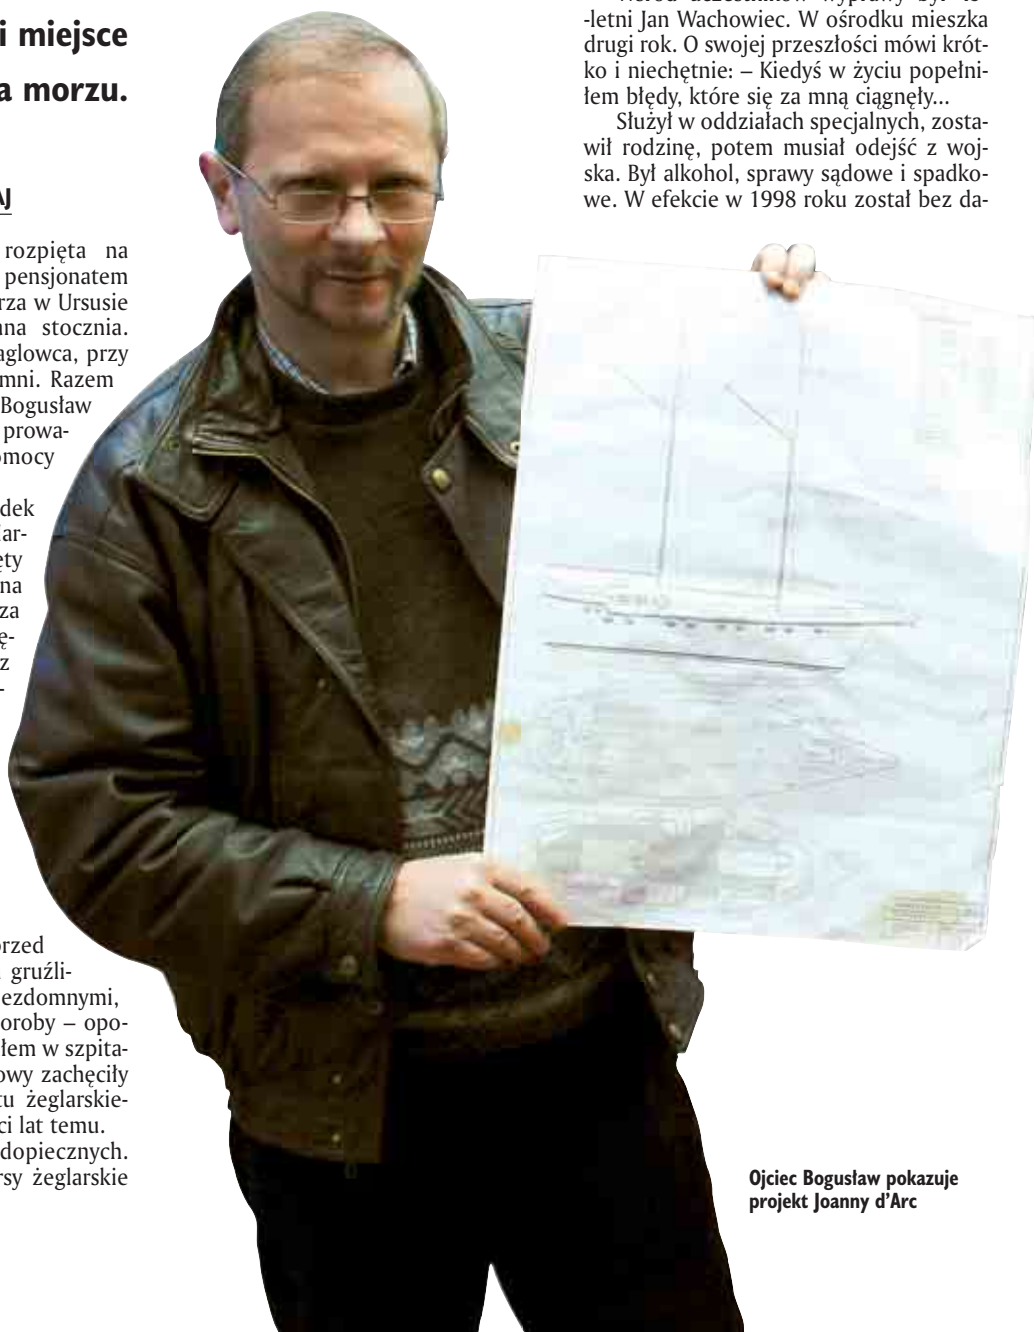 i miejsce
a morzu.
AJ
rozpięta na
pensjonatem
rza w Ursusie
ana stocznia.
aglowca, przy
mni. Razem
Bogusław
prowa-
omocy
dek
ar-
ęty
na
za
ę-
z
-
orzed
gruźli-
ezdomnymi,
oroby – opo-
łem w szpita-
owy zachęciły
tu żeglarskie-
ci lat temu.
dopiecznych.
rsy żeglarskie
-letni Jan Wachowiec. W ośrodku mieszka
drugi rok. O swojej przeszłości mówi krót-
ko i niechętnie: – Kiedyś w życiu popełni-
łem błędy, które się za mną ciągnęły...
Służył w oddziałach specjalnych, zosta-
wił rodzinę, potem musiał odejść z woj-
ska. Był alkohol, sprawy sądowe i spadko-
we. W efekcie w 1998 roku został bez da-
Ojciec Bogusław pokazuje
projekt Joanny d'Arc